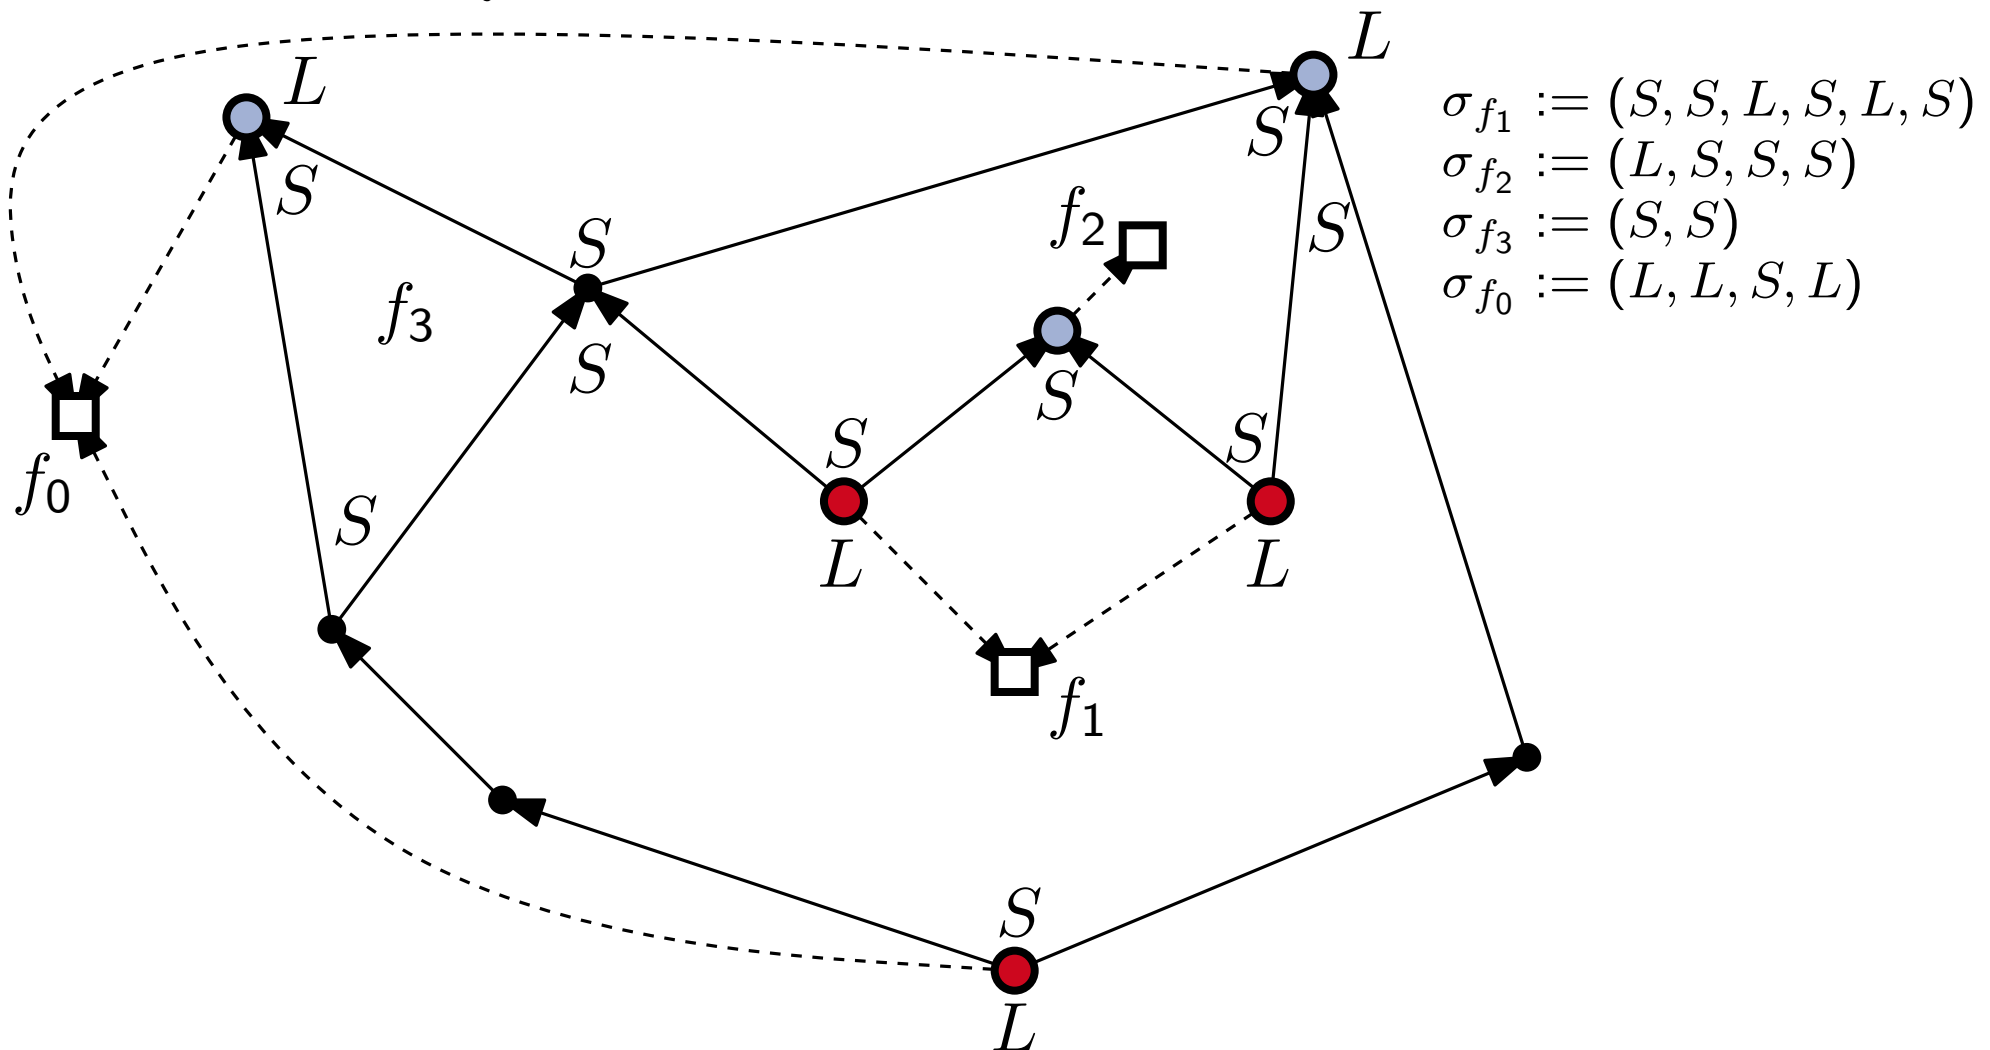 L
L
S
S
σ_{f_1} := (S, S, L, S, L, S)
σ_{f_2} := (L, S, S, S)
σ_{f_3} := (S, S)
σ_{f_0} := (L, L, S, L)
S
S
f_2
f_3
S
S
S
S
f_0
S
L
L
f_1
S
L